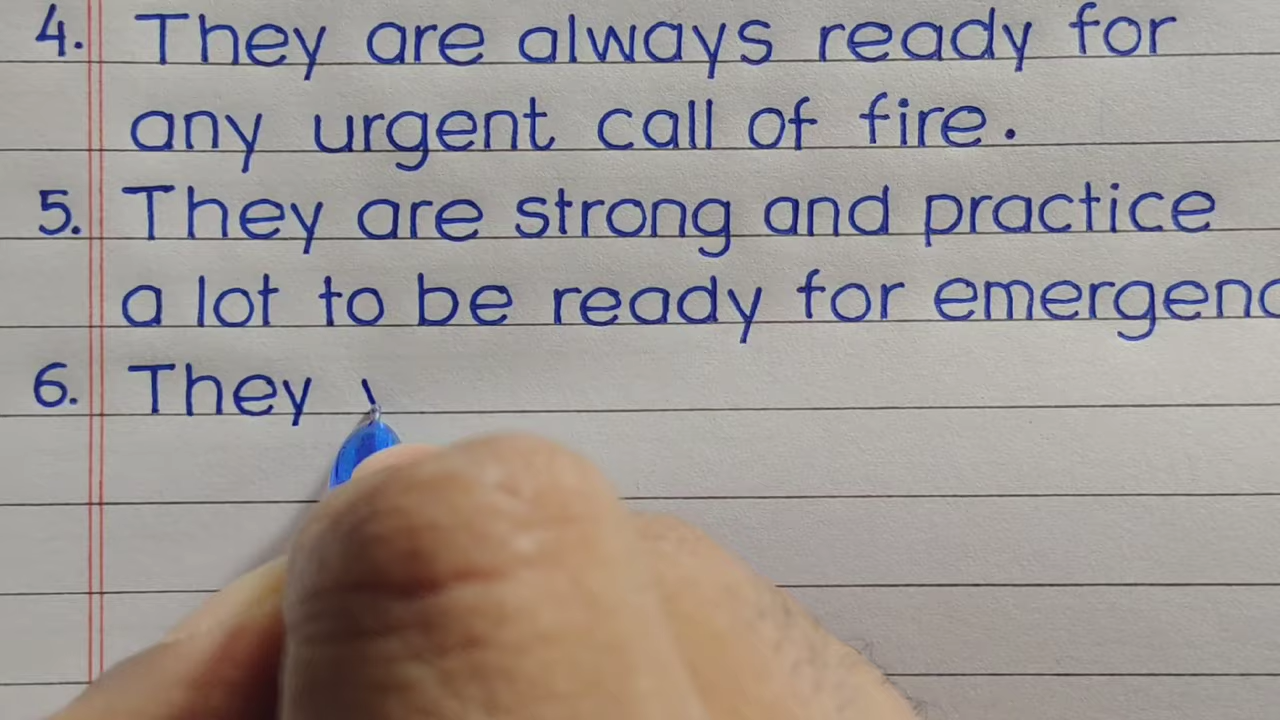 4. They are always ready for
any urgent call of fire.
5. They are strong and practice
a lot to be ready for emergenc
6. They